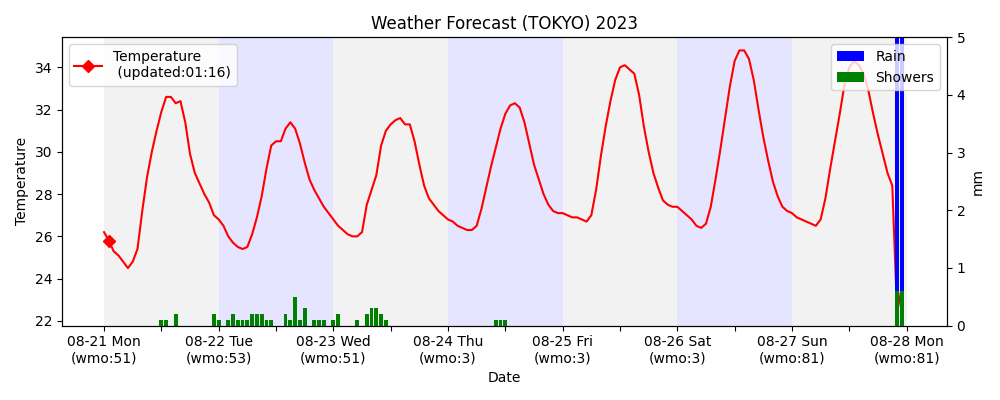 Weather Forecast (TOKYO) 2023
Temperature
(updated:01:16)
Rain
Showers
Temperature
34
32
30
28
26
24
22
5
4
3
2
1
0
mm
08-21 Mon
(wmo:51)
08-22 Tue
(wmo:53)
08-23 Wed
(wmo:51)
08-24 Thu
(wmo:3)
08-25 Fri
(wmo:3)
08-26 Sat
(wmo:3)
08-27 Sun
(wmo:81)
08-28 Mon
(wmo:81)
Date